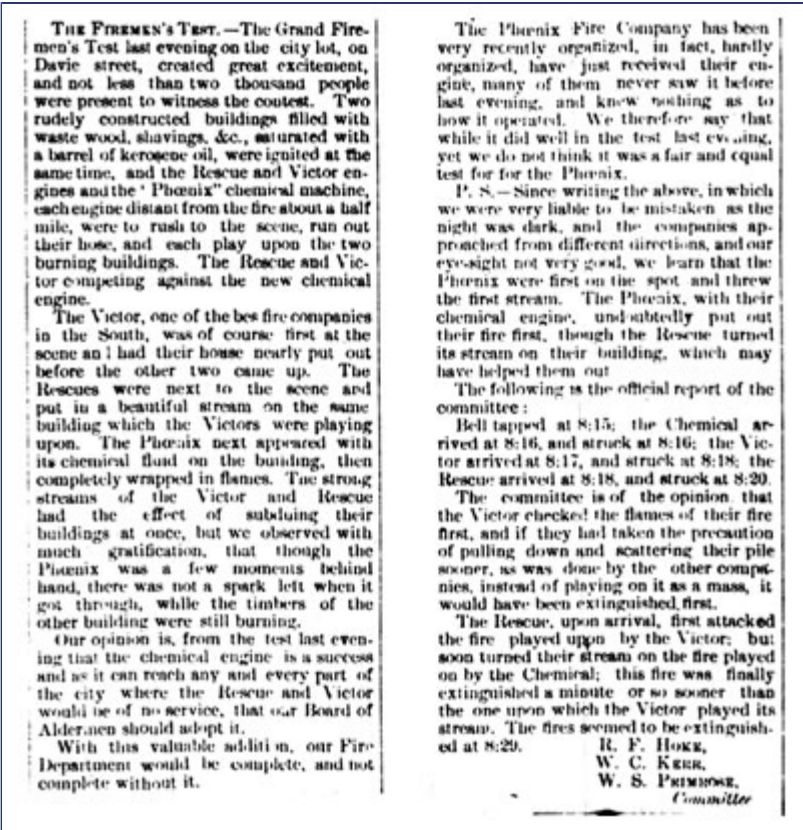 THE FIREMEN'S TEST.—The Grand Fire-
men's Test last evening on the city lot, on
Davie street, created great excitement,
and not less than two thousand people
were present to witness the contest. Two
rudely constructed buildings filled with
waste wood, shavings, &c., saturated with
a barrel of kerosene oil, were ignited at the
same time, and the Rescue and Victor en-
gines and the ' Phœnix" chemical machine,
each engine distant from the fire about a half
mile, were to rush to the scene, run out
their hose, and each play upon the two
burning buildings. The Rescue and Vic-
tor competing against the new chemical
engine.
The Victor, one of the bes fire companies
in the South, was of course first at the
scene an l had their house nearly put out
before the other two came up. The
Rescues were next to the scene and
put in a beautiful stream on the same
building which the Victors were playing
upon. The Phœnix next appeared with
its chemical fluid on the building, then
completely wrapped in flames. The strong
streams of the Victor and Rescue
had the effect of subduing their
buildings at once, but we observed with
much gratification, that though the
Phœnix was a few moments behind
hand, there was not a spark left when it
got through, while the timbers of the
other building were still burning.
Our opinion is, from the test last even-
ing that the chemical engine is a success
and as it can reach any and every part of
the city where the Rescue and Victor
would be of no service, that our Board of
Aldermen should adopt it.
With this valuable addition, our Fire
Department would be complete, and not
complete without it.
The Phœnix Fire Company has been
very recently organized, in fact, hardly
organized, have just received their en-
gine, many of them never saw it before
last evening, and knew nothing as to
how it operated. We therefore say that
while it did well in the test last evening,
yet we do not think it was a fair and equal
test for for the Phœnix.
P. S.—Since writing the above, in which
we were very liable to be mistaken as the
night was dark, and the companies ap-
proached from different directions, and our
eye-sight not very good, we learn that the
Phœnix were first on the spot and threw
the first stream. The Phœnix, with their
chemical engine, undoubtedly put out
their fire first, though the Rescue turned
its stream on their building, which may
have helped them out
The following is the official report of the
committee:
Bell tapped at 8:15; the Chemical ar-
rived at 8:16, and struck at 8:16; the Vic-
tor arrived at 8:17, and struck at 8:18; the
Rescue arrived at 8:18, and struck at 8:20.
The committee is of the opinion that
the Victor checked the flames of their fire
first, and if they had taken the precaution
of pulling down and scattering their pile
sooner, as was done by the other compa-
nies, instead of playing on it as a mass, it
would have been extinguished first.
The Rescue, upon arrival, first attacked
the fire played upon by the Victor; but
soon turned their stream on the fire played
on by the Chemical; this fire was finally
extinguished a minute or so sooner than
the one upon which the Victor played its
stream. The fires seemed to be extinguish-
ed at 8:29. R. F. HOKE,
W. C. KERR,
W. S. PRIMROSE,
Committee